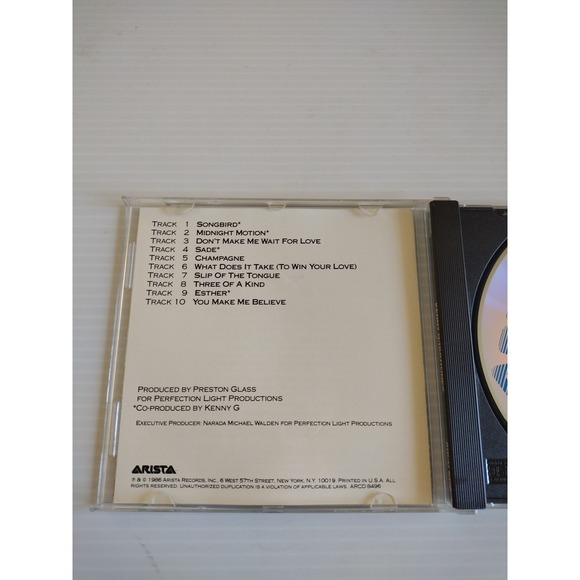 TRACK 1 SONGBIRD*
TRACK 2 MIDNIGHT MOTION*
TRACK 3 DON'T MAKE ME WAIT FOR LOVE
TRACK 4 SADE*
TRACK 5 CHAMPAGNE
TRACK 6 WHAT DOES IT TAKE (TO WIN YOUR LOVE)
TRACK 7 SLIP OF THE TONGUE
TRACK 8 THREE OF A KIND
TRACK 9 ESTHER*
TRACK 10 YOU MAKE ME BELIEVE
PRODUCED BY PRESTON GLASS
FOR PERFECTION LIGHT PRODUCTIONS
*CO-PRODUCED BY KENNY G
EXECUTIVE PRODUCER: NARADA MICHAEL WALDEN FOR PERFECTION LIGHT PRODUCTIONS
ARISTA
℗ & © 1986 ARISTA RECORDS, INC., 6 WEST 57TH STREET, NEW YORK, N.Y. 10019. PRINTED IN U.S.A. ALL
RIGHTS RESERVED. UNAUTHORIZED DUPLICATION IS A VIOLATION OF APPLICABLE LAWS. ARCD 8496